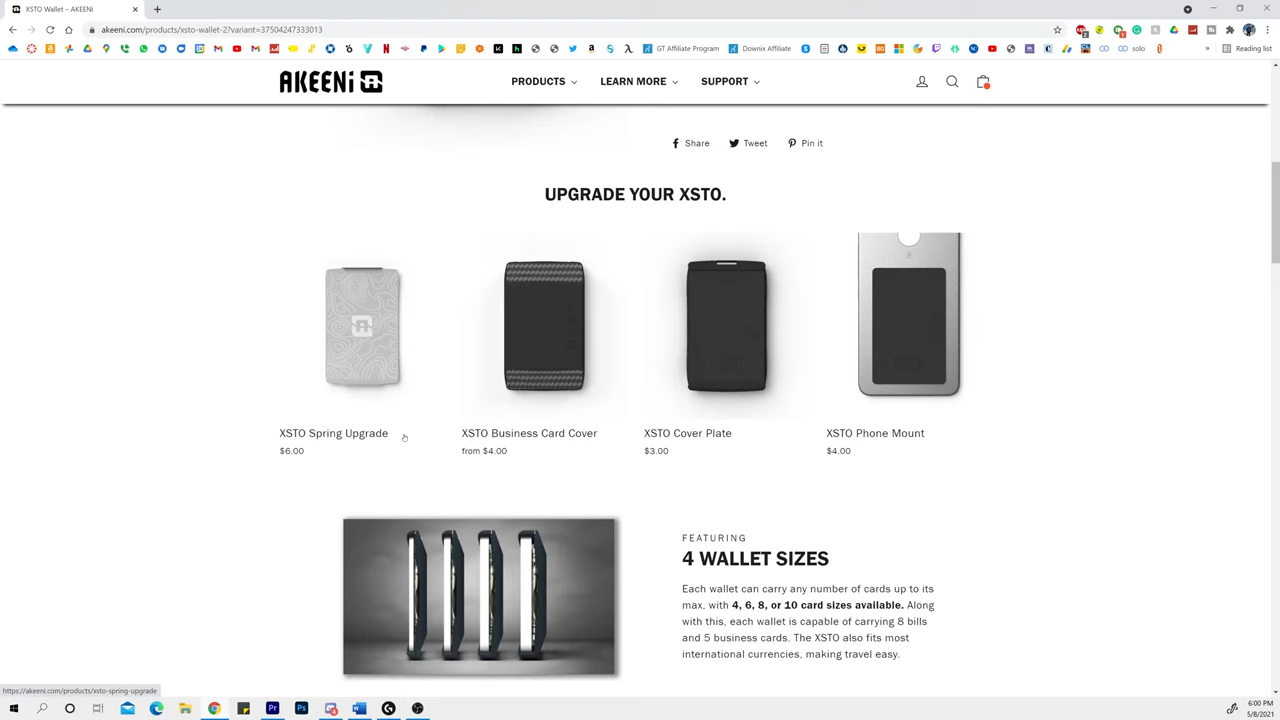 XSTO Wallet – AKEENi
akeeni.com/products/xsto-wallet-2?variant=37504247333013
GT Affiliate Program
Downix Affiliate
solo
Reading list
AKEENi
PRODUCTS
LEARN MORE
SUPPORT
Share
Tweet
Pin it
UPGRADE YOUR XSTO.
XSTO Spring Upgrade
$6.00
XSTO Business Card Cover
from $4.00
XSTO Cover Plate
$3.00
XSTO Phone Mount
$4.00
FEATURING
4 WALLET SIZES
Each wallet can carry any number of cards up to its
max, with 4, 6, 8, or 10 card sizes available. Along
with this, each wallet is capable of carrying 8 bills
and 5 business cards. The XSTO also fits most
international currencies, making travel easy.
https://akeeni.com/products/xsto-spring-upgrade
6:00 PM
5/8/2021